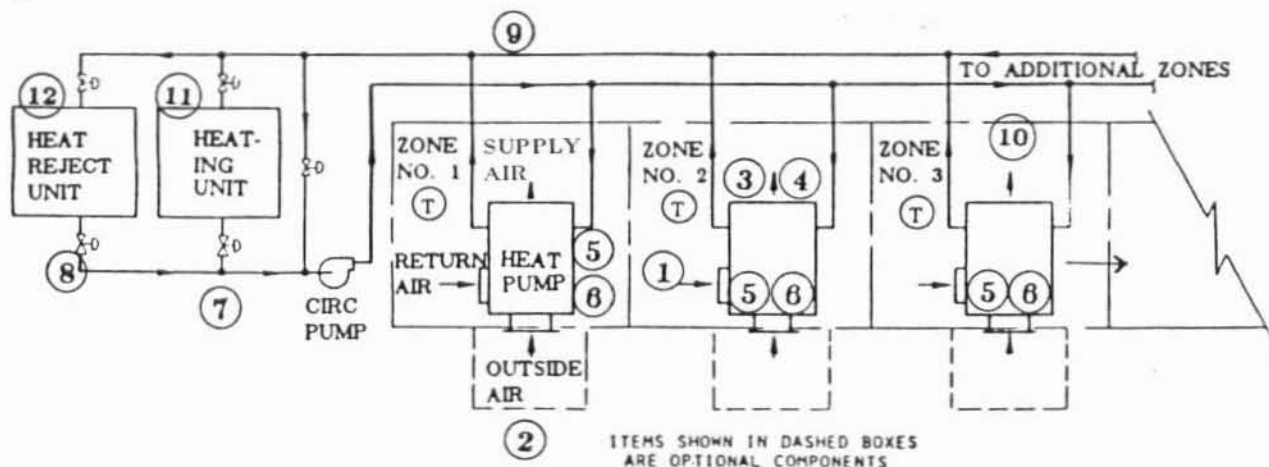 9
TO ADDITIONAL ZONES
12
11
HEAT
REJECT
UNIT
HEAT-
ING
UNIT
8
7
CIRC
PUMP
ZONE
NO. 1
T
SUPPLY
AIR
RETURN
AIR
HEAT
PUMP
5
6
OUTSIDE
AIR
2
ZONE
NO. 2
T
3
4
1
5
6
ZONE
NO. 3
T
10
5
6
ITEMS SHOWN IN DASHED BOXES
ARE OPTIONAL COMPONENTS